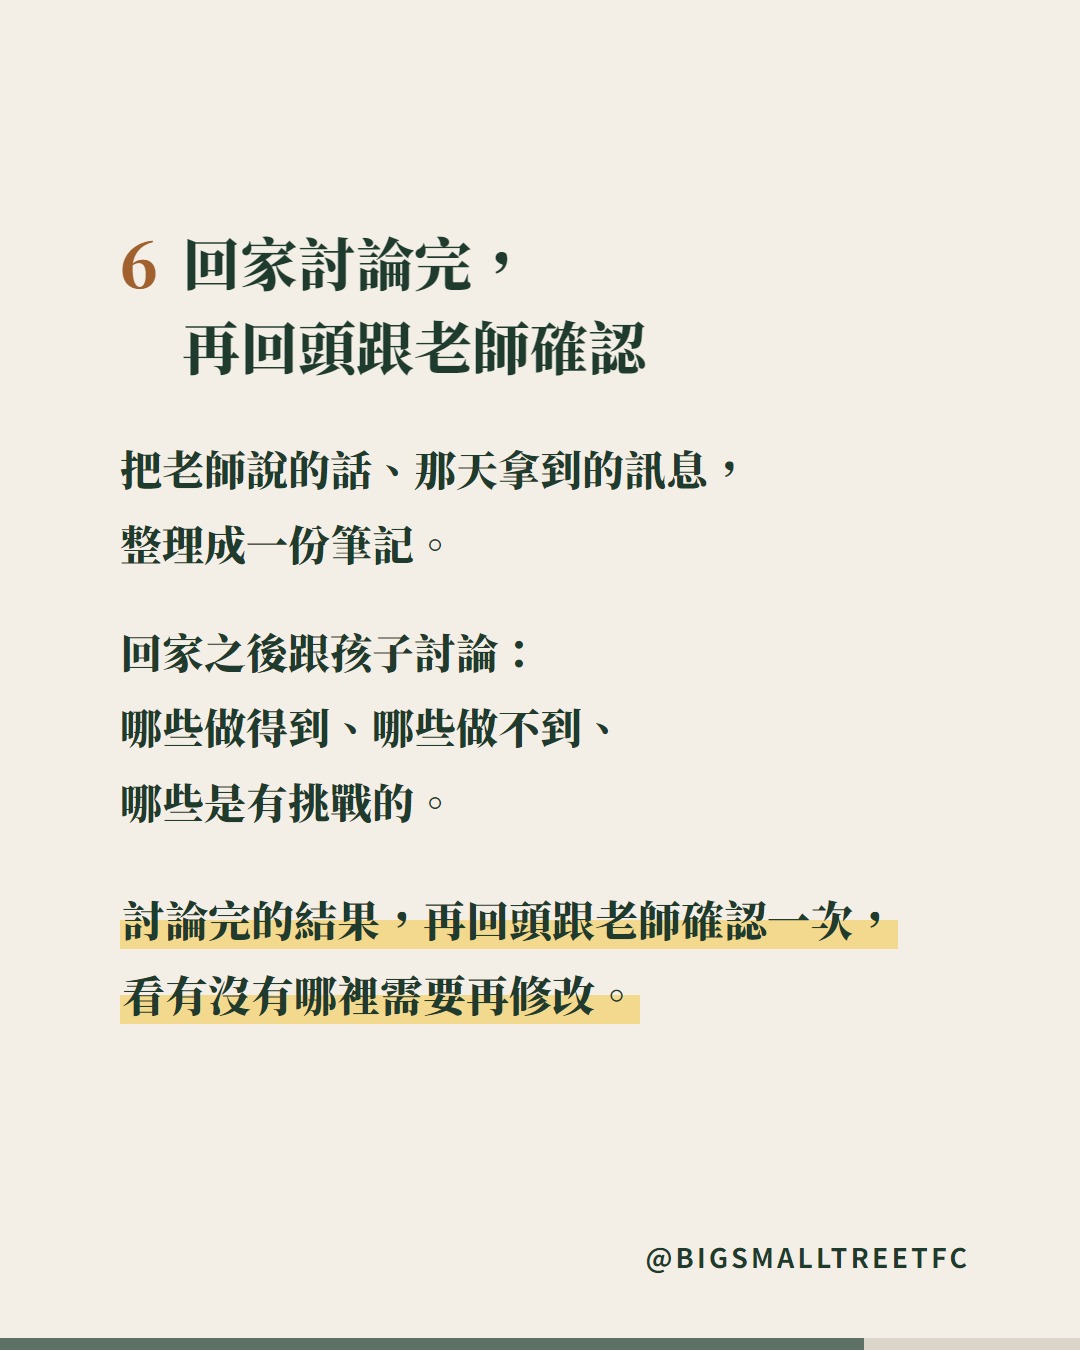 6 回家討論完，
再回頭跟老師確認
把老師說的話、那天拿到的訊息，
整理成一份筆記。
回家之後跟孩子討論：
哪些做得到、哪些做不到、
哪些是有挑戰的。
討論完的結果，再回頭跟老師確認一次，
看有沒有哪裡需要再修改。
@BIGSMALLTREETFC